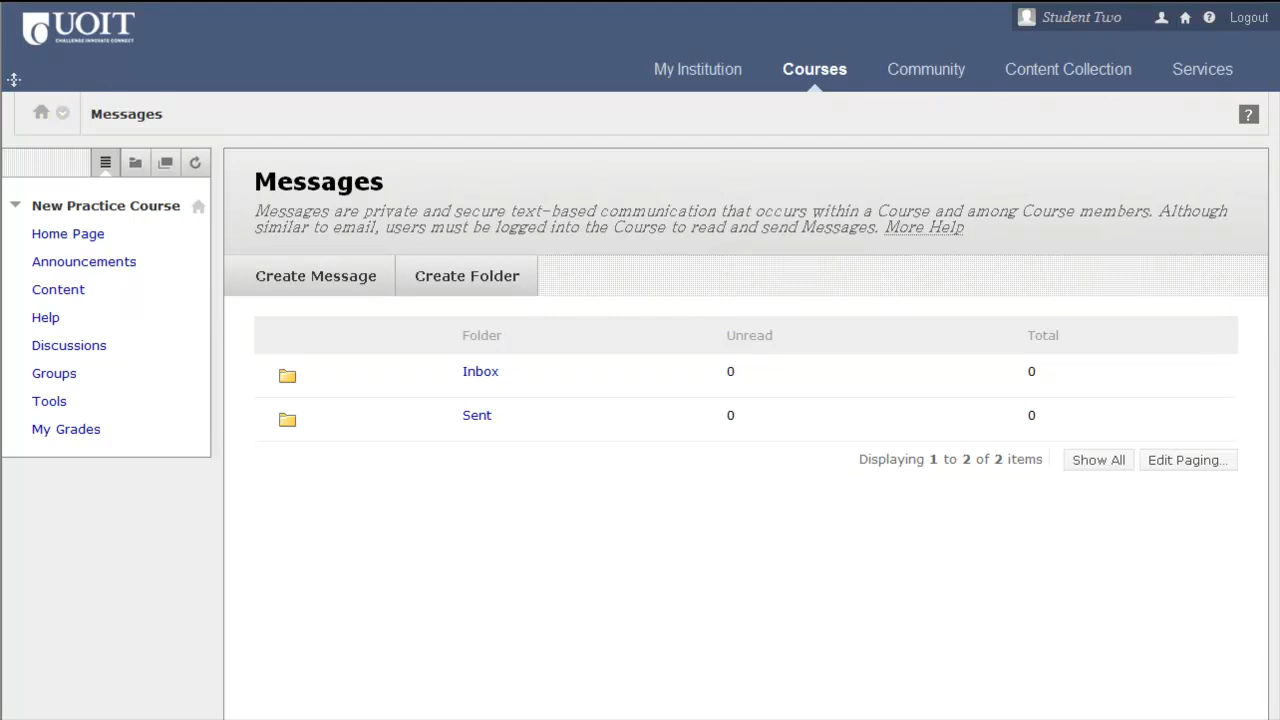 UOIT
CHALLENGE INNOVATE CONNECT
Student Two
Logout
My Institution
Courses
Community
Content Collection
Services
Messages
?
New Practice Course
Home Page
Announcements
Content
Help
Discussions
Groups
Tools
My Grades
Messages
Messages are private and secure text-based communication that occurs within a Course and among Course members. Although
similar to email, users must be logged into the Course to read and send Messages. More Help
Create Message
Create Folder
Folder Unread Total
Inbox 0 0
Sent 0 0
Displaying 1 to 2 of 2 items Show All Edit Paging...